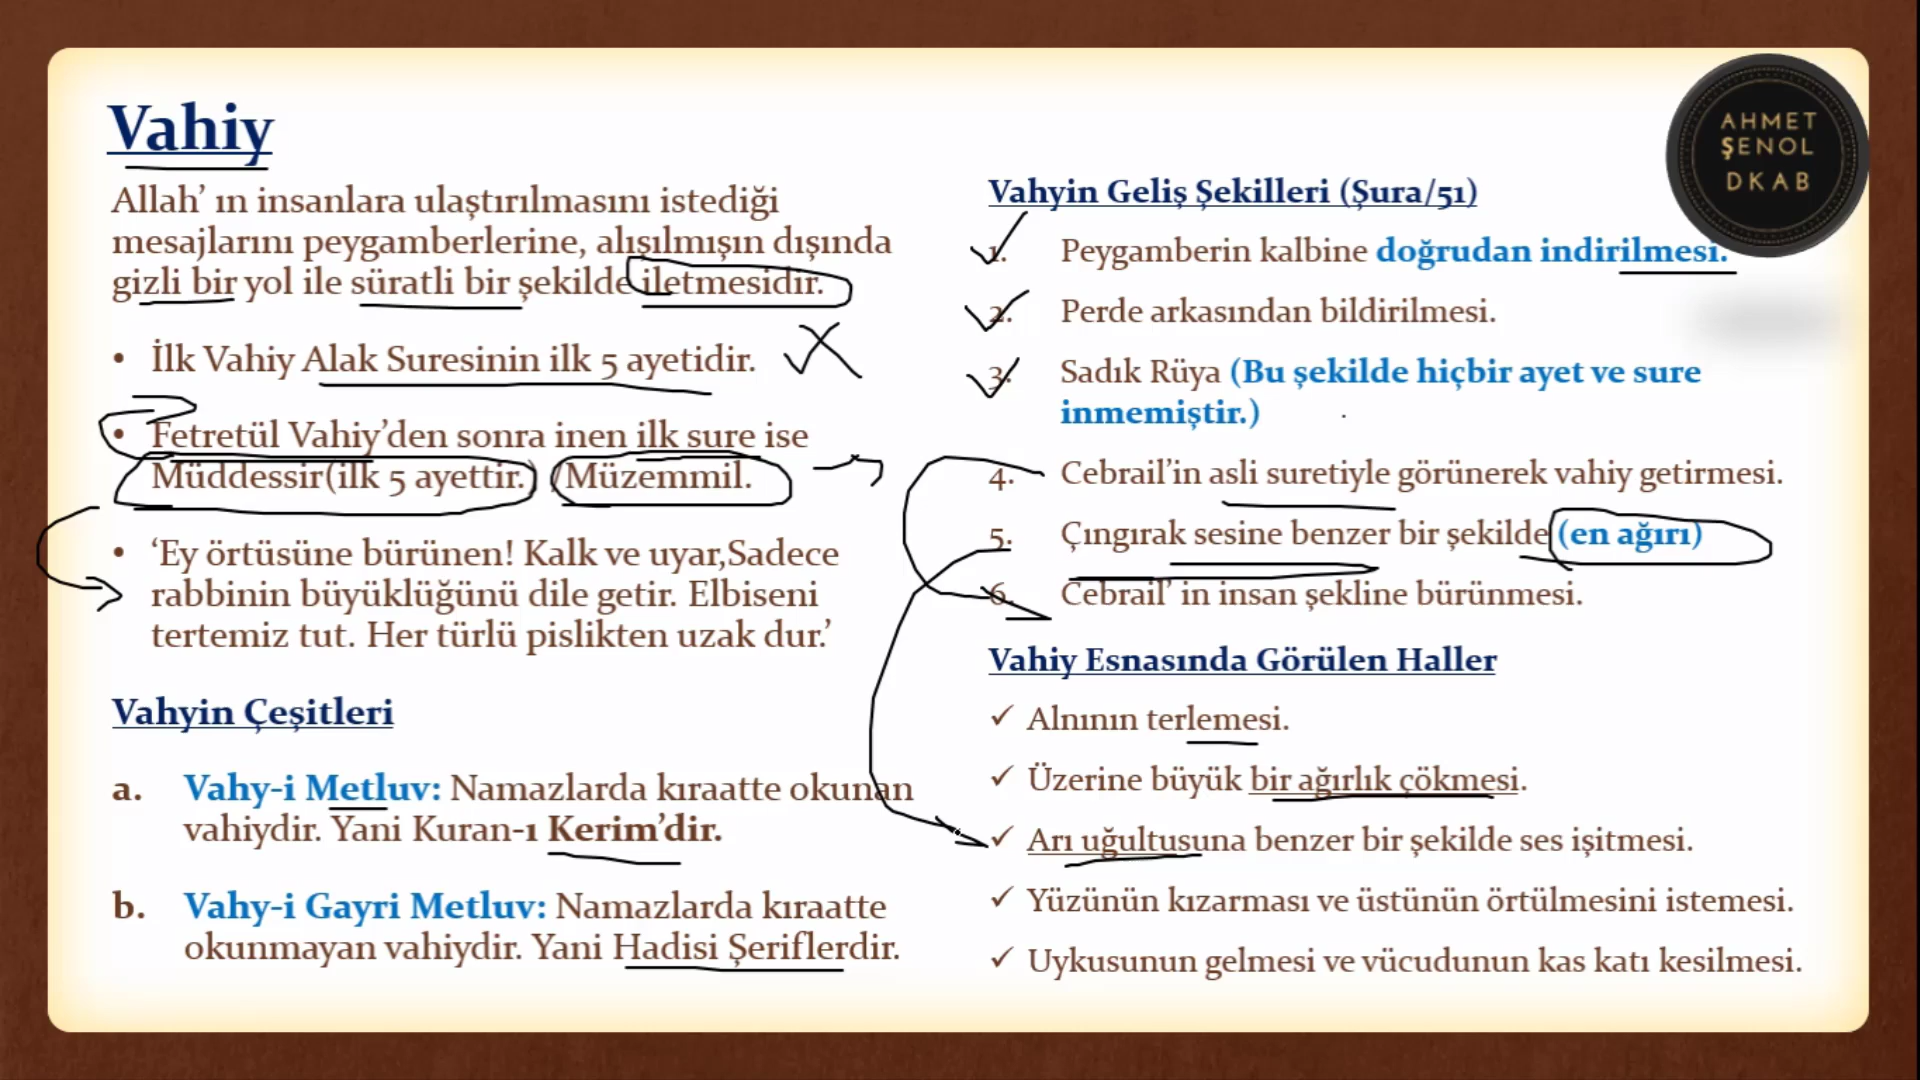 Vahiy
Allah’ ın insanlara ulaştırılmasını istediği
mesajlarını peygamberlerine, alışılmışın dışında
gizli bir yol ile süratli bir şekilde iletmesidir.
• İlk Vahiy Alak Suresinin ilk 5 ayetidir.
• Fetretül Vahiy’den sonra inen ilk sure ise
Müddessir(ilk 5 ayettir.) /Müzemmil.
• ‘Ey örtüsüne bürünen! Kalk ve uyar,Sadece
rabbinin büyüklüğünü dile getir. Elbiseni
tertemiz tut. Her türlü pislikten uzak dur.’
Vahyin Çeşitleri
a. Vahy-i Metluv: Namazlarda kıraatte okunan
vahiydir. Yani Kuran-ı Kerim’dir.
b. Vahy-i Gayri Metluv: Namazlarda kıraatte
okunmayan vahiydir. Yani Hadisi Şeriflerdir.
Vahyin Geliş Şekilleri (Şura/51)
1. Peygamberin kalbine doğrudan indirilmesi.
2. Perde arkasından bildirilmesi.
3. Sadık Rüya (Bu şekilde hiçbir ayet ve sure
inmemiştir.)
4. Cebrail’in asli suretiyle görünerek vahiy getirmesi.
5. Çıngırak sesine benzer bir şekilde (en ağırı)
6. Cebrail’ in insan şekline bürünmesi.
Vahiy Esnasında Görülen Haller
✓ Alnının terlemesi.
✓ Üzerine büyük bir ağırlık çökmesi.
✓ Arı uğultusuna benzer bir şekilde ses işitmesi.
✓ Yüzünün kızarması ve üstünün örtülmesini istemesi.
✓ Uykusunun gelmesi ve vücudunun kas katı kesilmesi.
AHMET
ŞENOL
DKAB